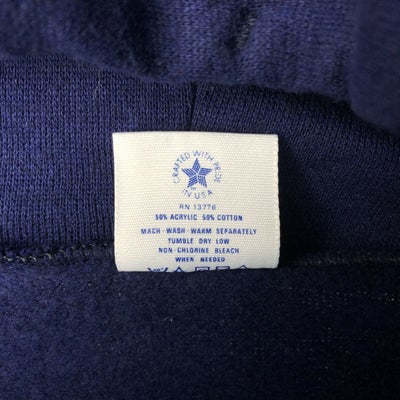 CRAFTED WITH PRIDE
IN U.S.A.
RN 13776
50% ACRYLIC 50% COTTON
MACH-WASH-WARM SEPARATELY
TUMBLE DRY LOW
NON-CHLORINE BLEACH
WHEN NEEDED